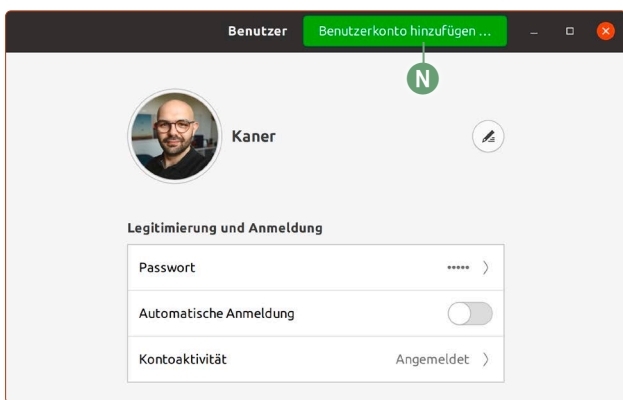 Benutzer
Benutzerkonto hinzufügen ...
N
Kaner
Legitimierung und Anmeldung
Passwort •••••
Automatische Anmeldung
Kontoaktivität Angemeldet